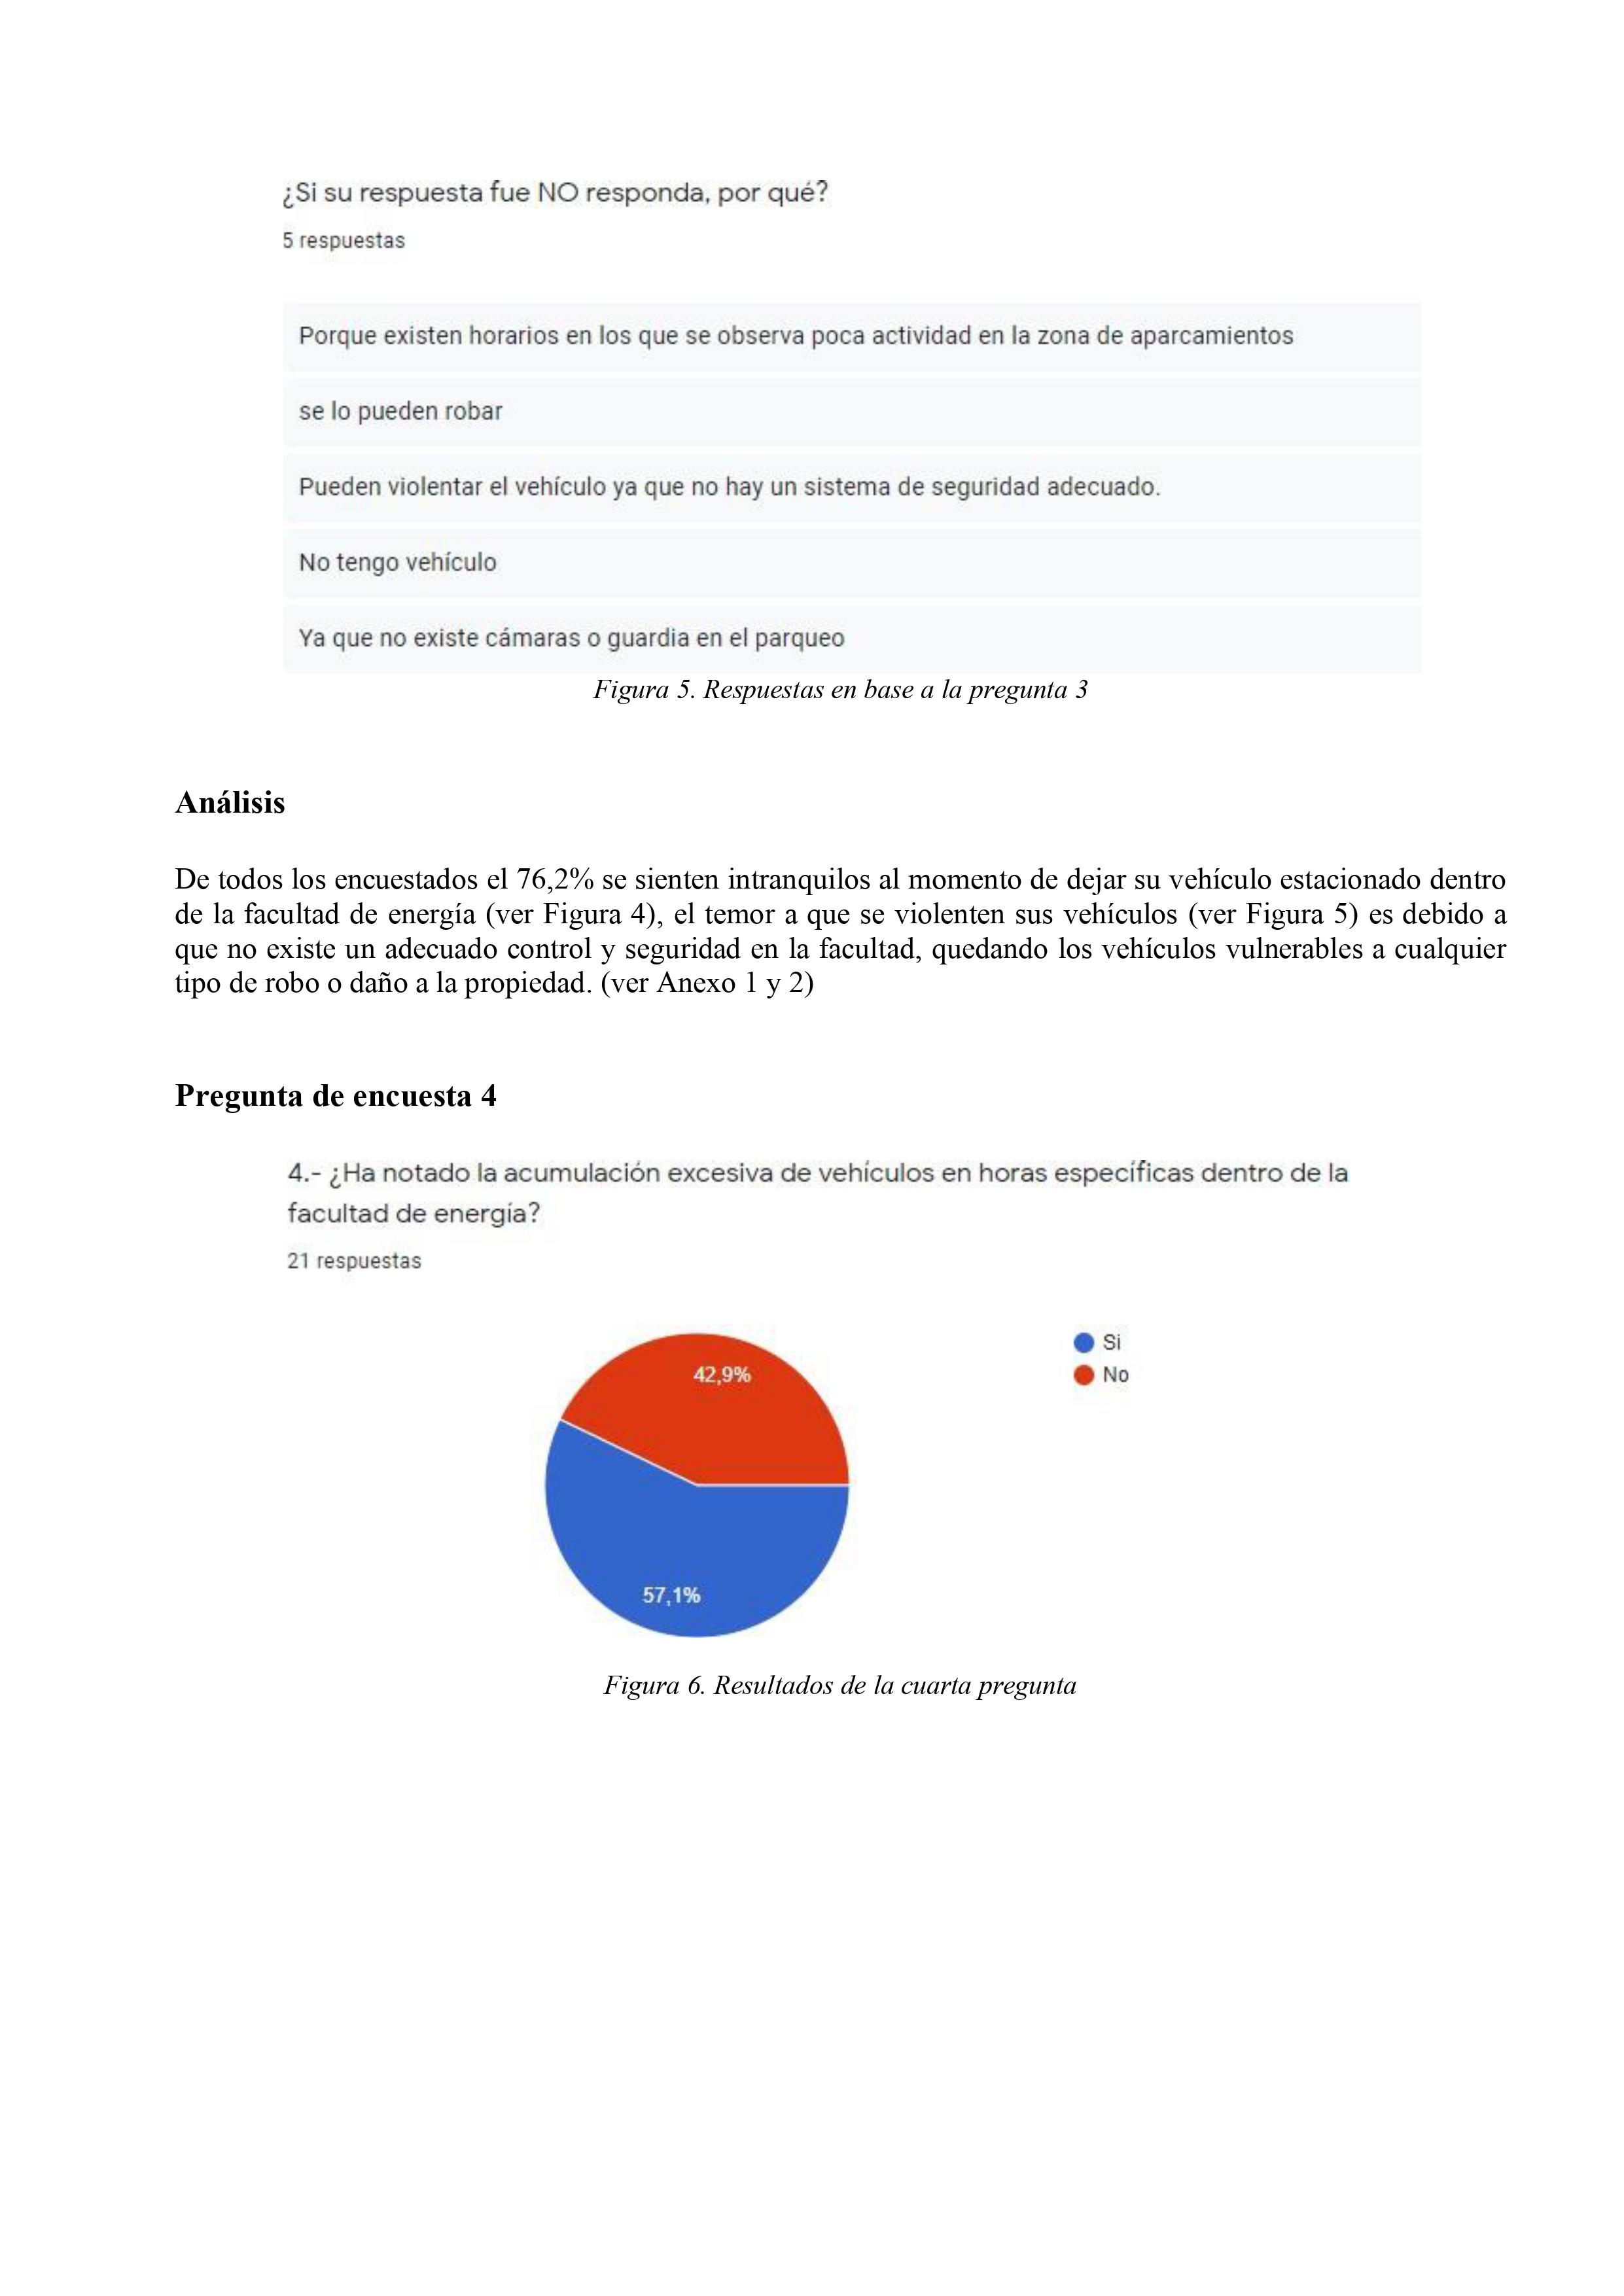 ¿Si su respuesta fue NO responda, por qué?
5 respuestas
Porque existen horarios en los que se observa poca actividad en la zona de aparcamientos
se lo pueden robar
Pueden violentar el vehículo ya que no hay un sistema de seguridad adecuado.
No tengo vehículo
Ya que no existe cámaras o guardia en el parqueo
Figura 5. Respuestas en base a la pregunta 3
Análisis
De todos los encuestados el 76,2% se sienten intranquilos al momento de dejar su vehículo estacionado dentro
de la facultad de energía (ver Figura 4), el temor a que se violenten sus vehículos (ver Figura 5) es debido a
que no existe un adecuado control y seguridad en la facultad, quedando los vehículos vulnerables a cualquier
tipo de robo o daño a la propiedad. (ver Anexo 1 y 2)
Pregunta de encuesta 4
4.- ¿Ha notado la acumulación excesiva de vehículos en horas específicas dentro de la
facultad de energía?
21 respuestas
Si
No
42,9%
57,1%
Figura 6. Resultados de la cuarta pregunta